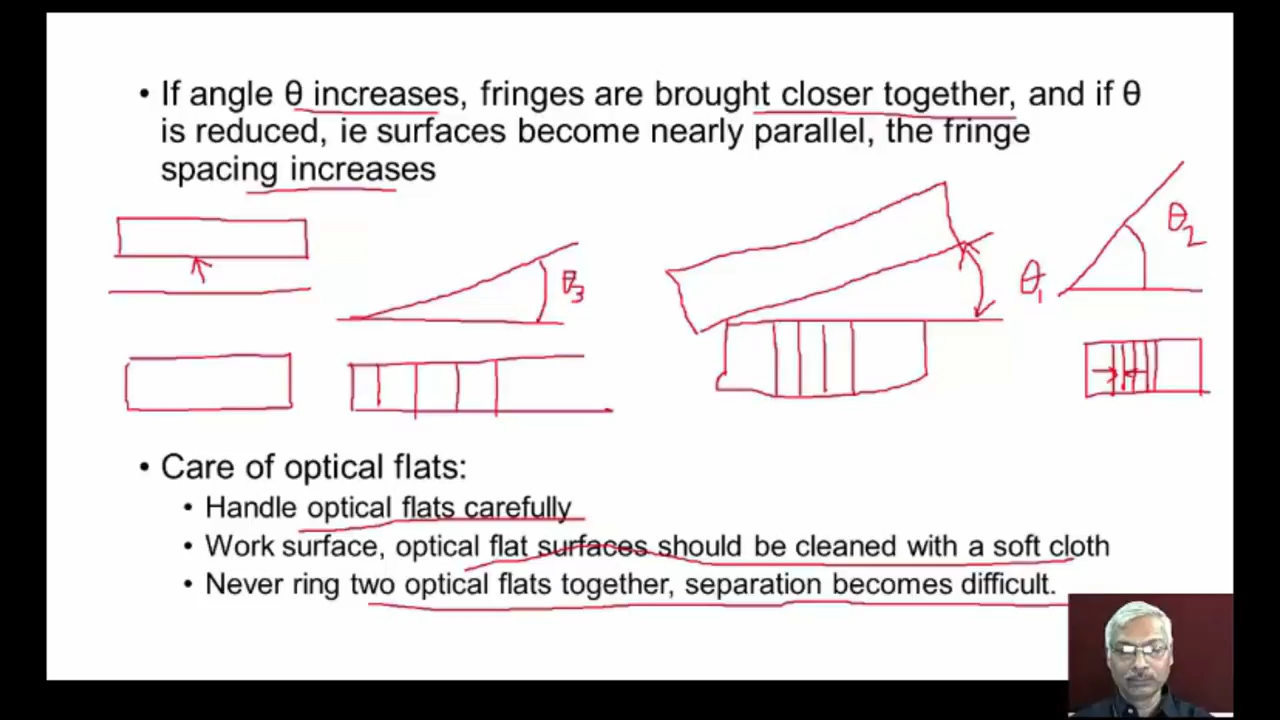 • If angle θ increases, fringes are brought closer together, and if θ
is reduced, ie surfaces become nearly parallel, the fringe
spacing increases
θ3
θ1
θ2
• Care of optical flats:
• Handle optical flats carefully
• Work surface, optical flat surfaces should be cleaned with a soft cloth
• Never ring two optical flats together, separation becomes difficult.